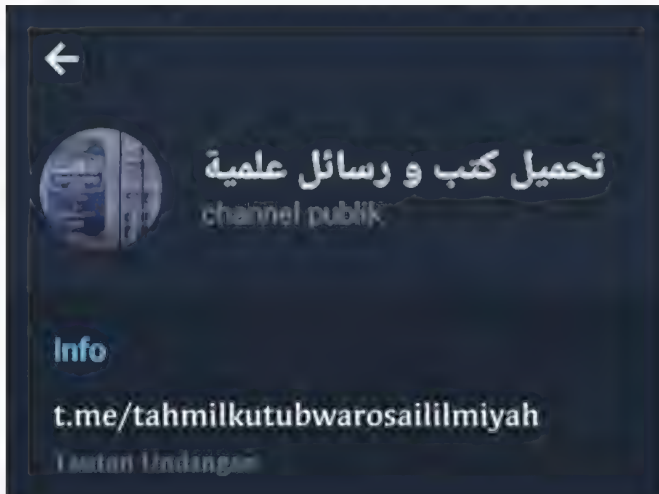 تحميل كتب و رسائل علمية
channel publik
Info
t.me/tahmilkutubwarosaililmiyah
Tautan Undangan